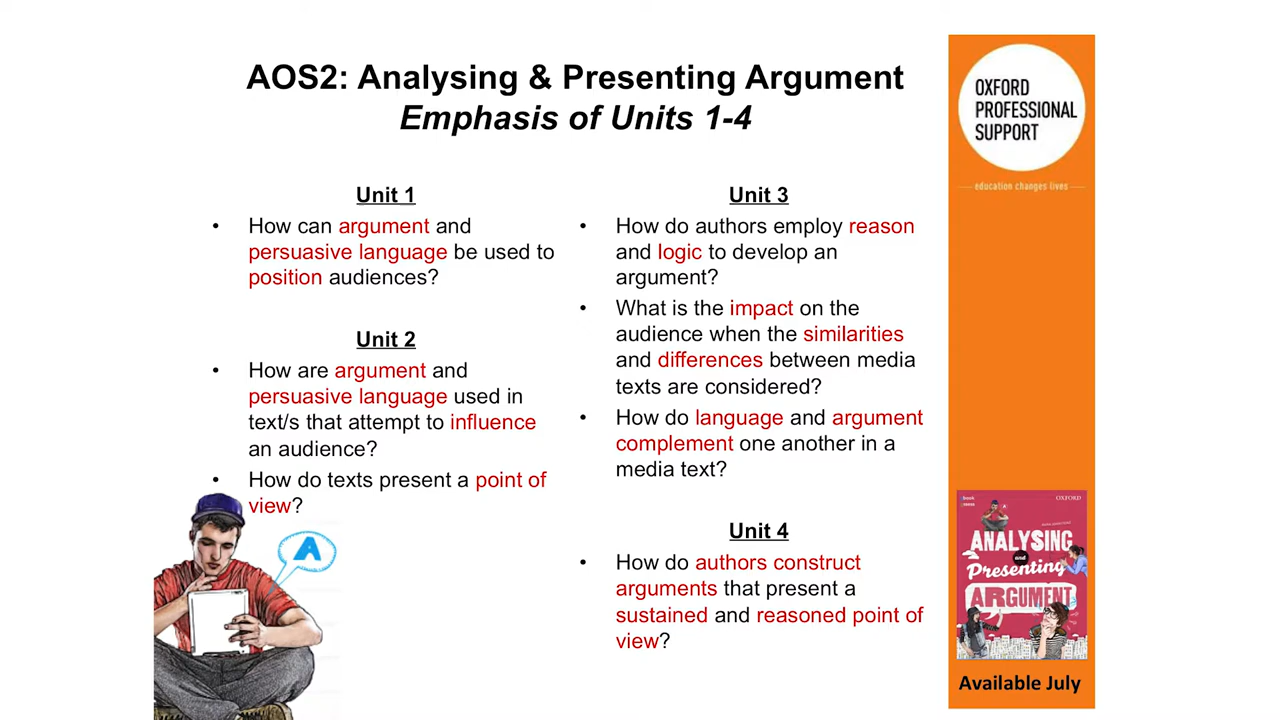 AOS2: Analysing & Presenting Argument
Emphasis of Units 1-4
Unit 1
• How can argument and
persuasive language be used to
position audiences?
Unit 2
• How are argument and
persuasive language used in
text/s that attempt to influence
an audience?
• How do texts present a point of
view?
A
Unit 3
• How do authors employ reason
and logic to develop an
argument?
• What is the impact on the
audience when the similarities
and differences between media
texts are considered?
• How do language and argument
complement one another in a
media text?
Unit 4
• How do authors construct
arguments that present a
sustained and reasoned point of
view?
OXFORD
PROFESSIONAL
SUPPORT
education changes lives
OXFORD
ANALYSING
and
Presenting
ARGUMENT
Available July